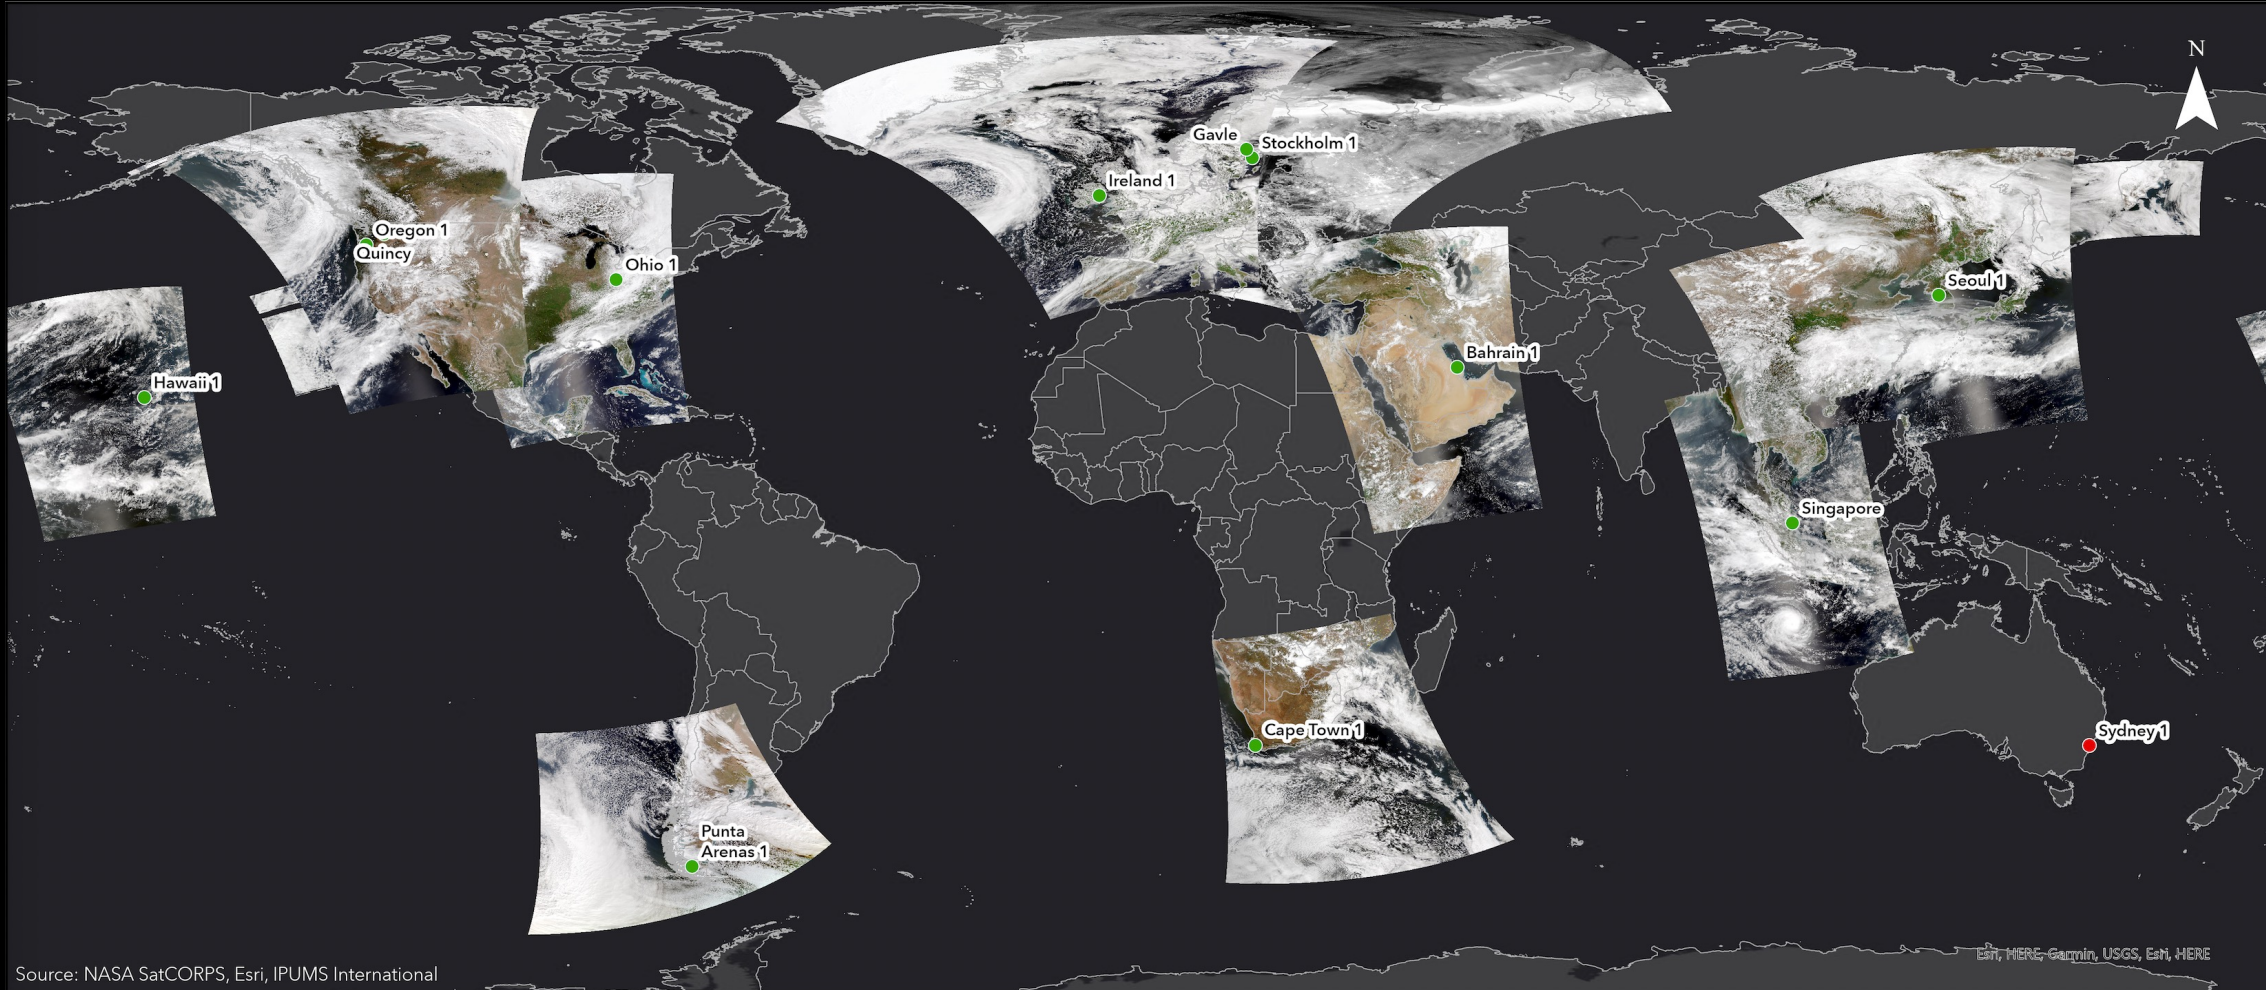 N
Gavle
Stockholm 1
Ireland 1
Oregon 1
Quincy
Ohio 1
Seoul 1
Bahrain 1
Hawaii 1
Singapore
Cape Town 1
Sydney 1
Punta
Arenas 1
Esri, HERE, Garmin, USGS, Esri, HERE
Source: NASA SatCORPS, Esri, IPUMS International